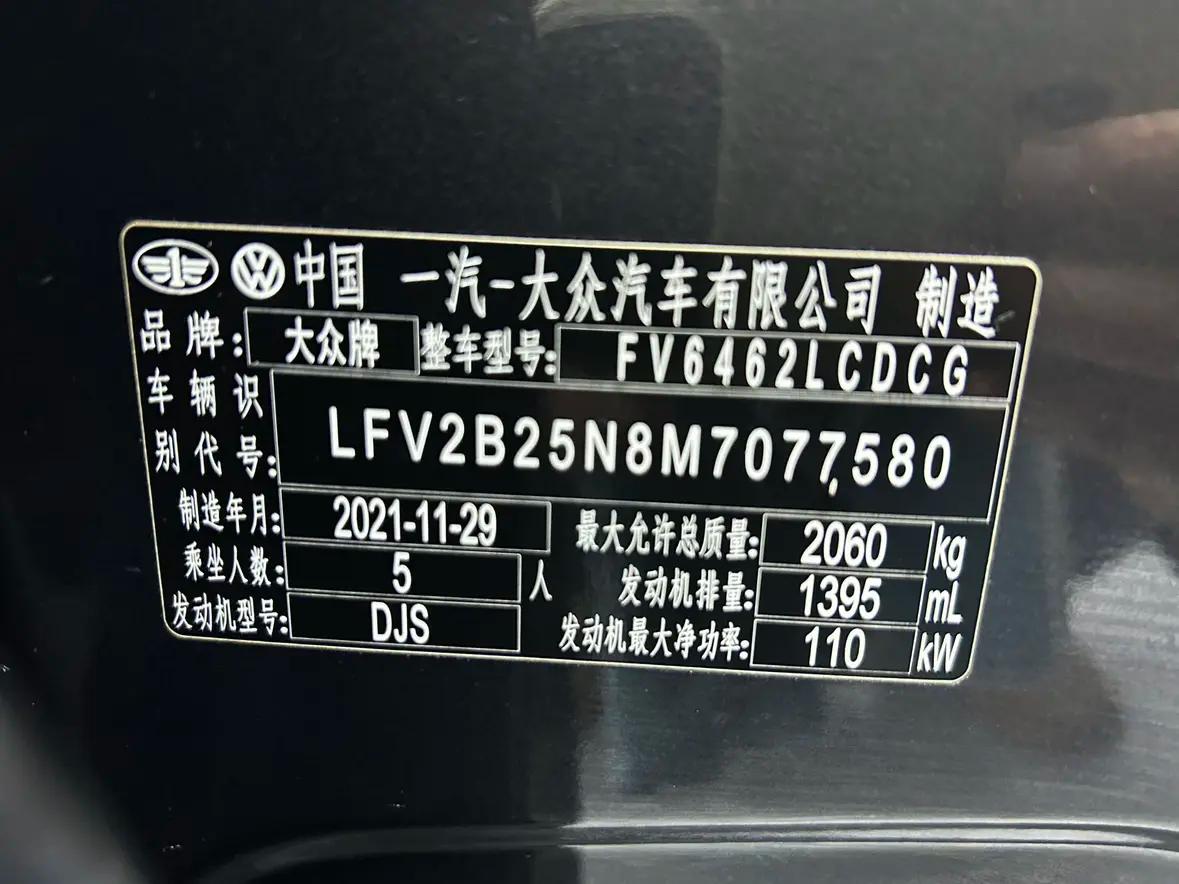 中国 一汽-大众汽车有限公司 制造
品牌: 大众牌 整车型号: FV6462LCDCG
车辆识别代号: LFV2B25N8M7077580
制造年月: 2021-11-29 最大允许总质量: 2060 kg
乘坐人数: 5 人 发动机排量: 1395 mL
发动机型号: DJS 发动机最大净功率: 110 kW